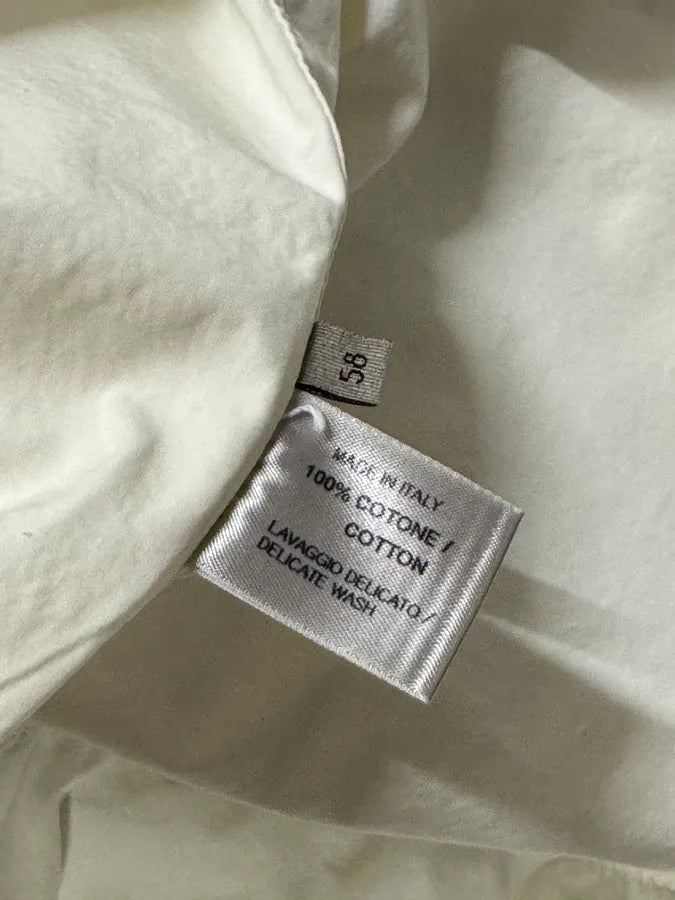 58
MADE IN ITALY
100% COTONE /
COTTON
LAVAGGIO DELICATO /
DELICATE WASH